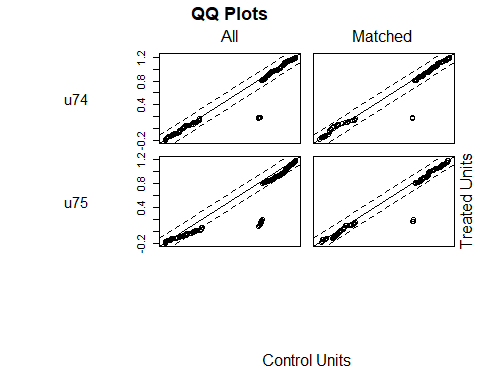 QQ Plots
All Matched
u74
-0.2 0.4 0.8 1.2
u75
-0.2 0.4 0.8 1.2
Treated Units
Control Units